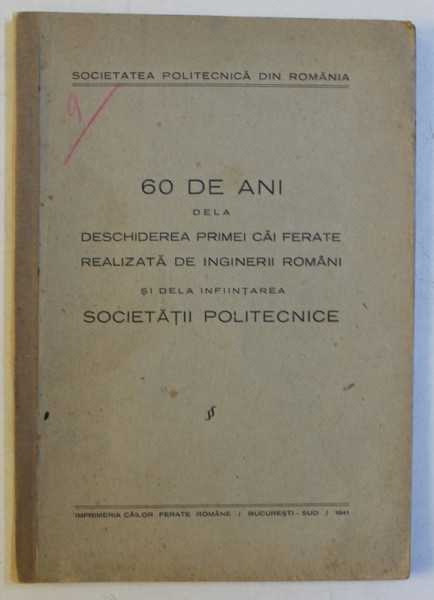 SOCIETATEA POLITECNICĂ DIN ROMÂNIA
9
60 DE ANI
DELA
DESCHIDEREA PRIMEI CĂI FERATE
REALIZATĂ DE INGINERII ROMÂNI
ȘI DELA INFIINȚAREA
SOCIETĂȚII POLITECNICE
IMPRIMERIA CĂILOR FERATE ROMÂNE / BUCUREȘTI - SUD / 1941